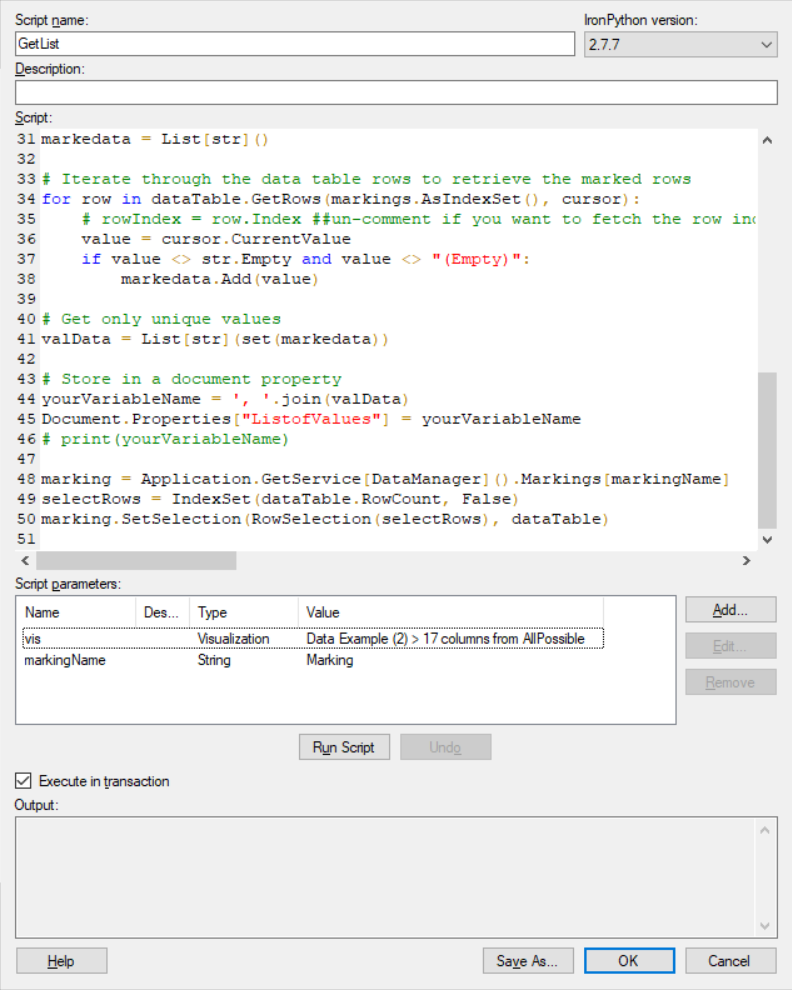 Script name:
IronPython version:
GetList
2.7.7
Description:
Script:
31 markedata = List[str]()
32
33 # Iterate through the data table rows to retrieve the marked rows
34 for row in dataTable.GetRows(markings.AsIndexSet(), cursor):
35     # rowIndex = row.Index ##un-comment if you want to fetch the row
36     value = cursor.CurrentValue
37     if value <> str.Empty and value <> "(Empty)":
38         markedata.Add(value)
39
40 # Get only unique values
41 valData = List[str](set(markedata))
42
43 # Store in a document property
44 yourVariableName = ', '.join(valData)
45 Document.Properties["ListofValues"] = yourVariableName
46 # print(yourVariableName)
47
48 marking = Application.GetService[DataManager]().Markings[markingName]
49 selectRows = IndexSet(dataTable.RowCount, False)
50 marking.SetSelection(RowSelection(selectRows), dataTable)
51
Script parameters:
Name Des... Type Value
vis Visualization Data Example (2) > 17 columns from AllPossible
markingName String Marking
Add...
Edit...
Remove
Run Script Undo
Execute in transaction
Output:
Help Save As... OK Cancel